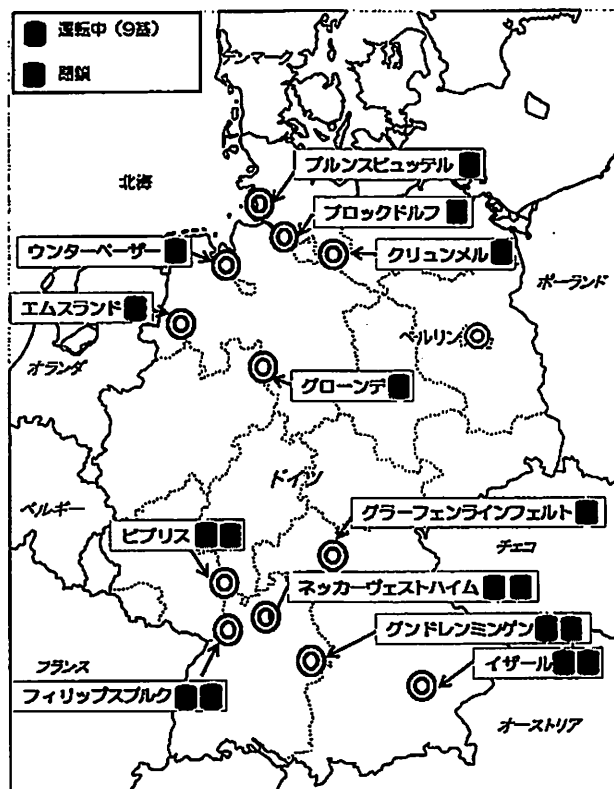 運転中（9基）
閉鎖
デンマーク
北海
ブルンスビュッテル
ブロックドルフ
ウンターベーザー
クリュンメル
ポーランド
エムスランド
ベルリン
オランダ
グローンデ
ドイツ
ベルギー
グラーフェンラインフェルト
チェコ
ビブリス
ネッカーヴェストハイム
グンドレンミンゲン
フランス
イザール
フィリップスブルク
オーストリア